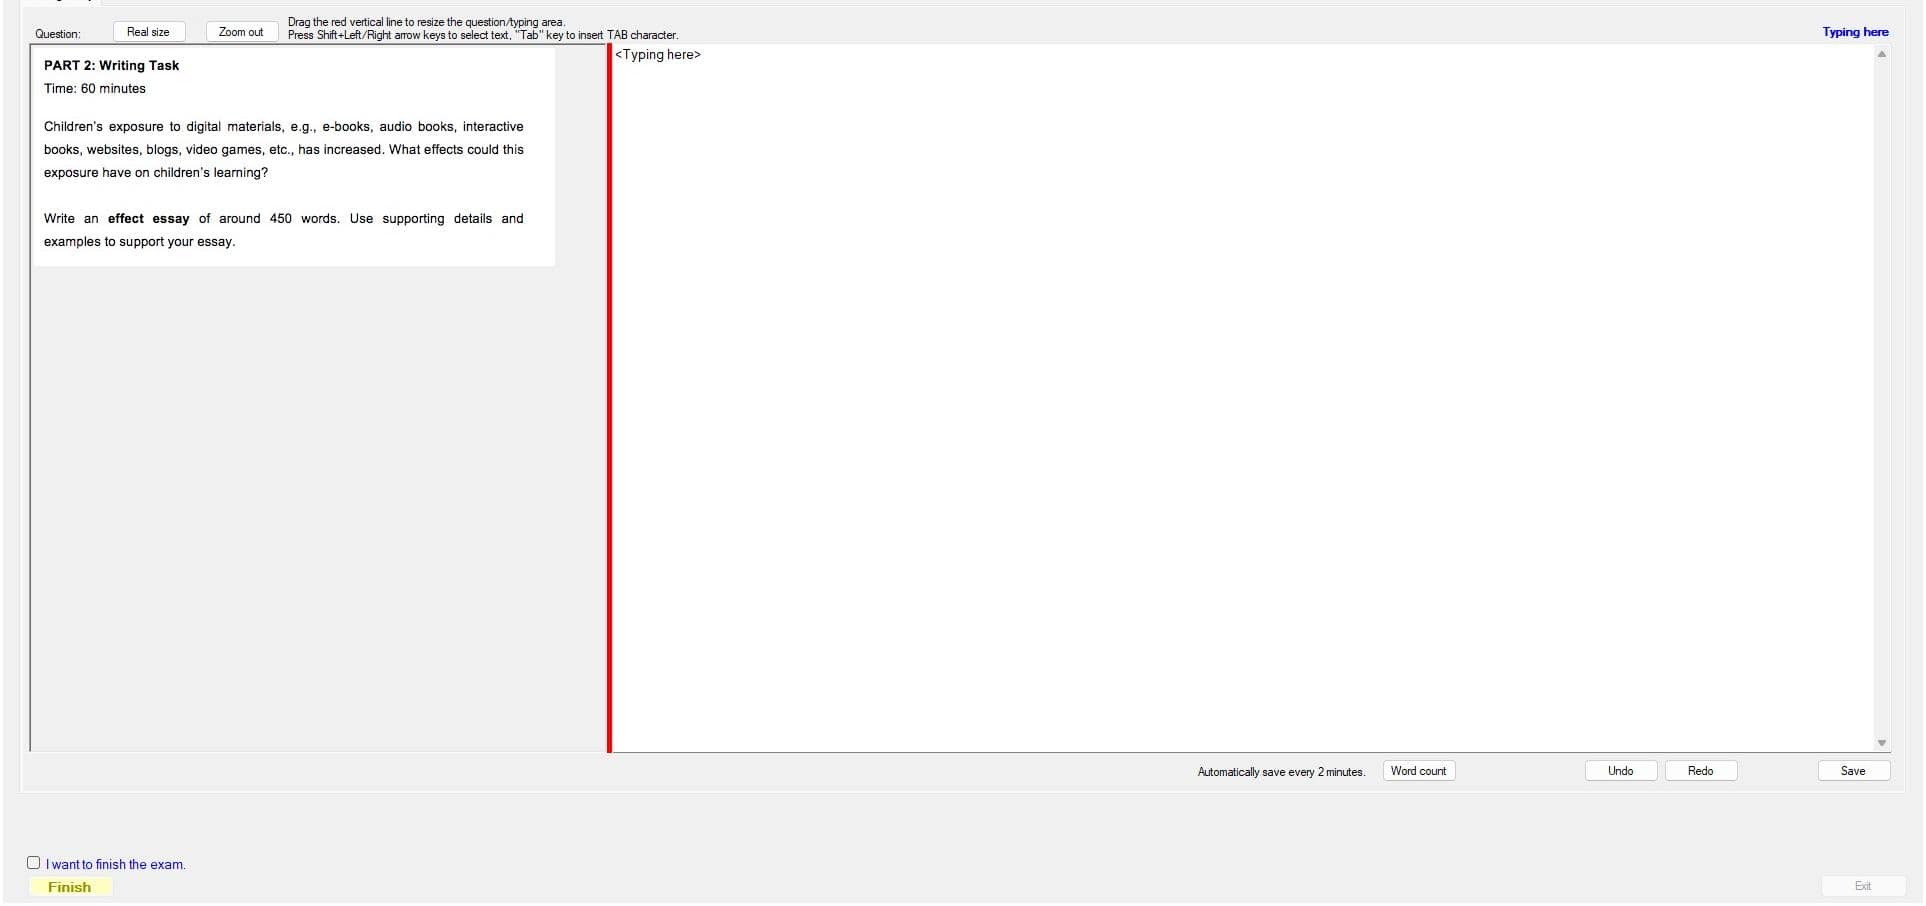 Question:
Real size
Zoom out
Drag the red vertical line to resize the question/typing area.
Press Shift+Left/Right arrow keys to select text, "Tab" key to insert TAB character.
Typing here
PART 2: Writing Task
Time: 60 minutes
Children's exposure to digital materials, e.g., e-books, audio books, interactive
books, websites, blogs, video games, etc., has increased. What effects could this
exposure have on children's learning?
Write an effect essay of around 450 words. Use supporting details and
examples to support your essay.
<Typing here>
Automatically save every 2 minutes.
Word count
Undo
Redo
Save
I want to finish the exam.
Finish
Exit